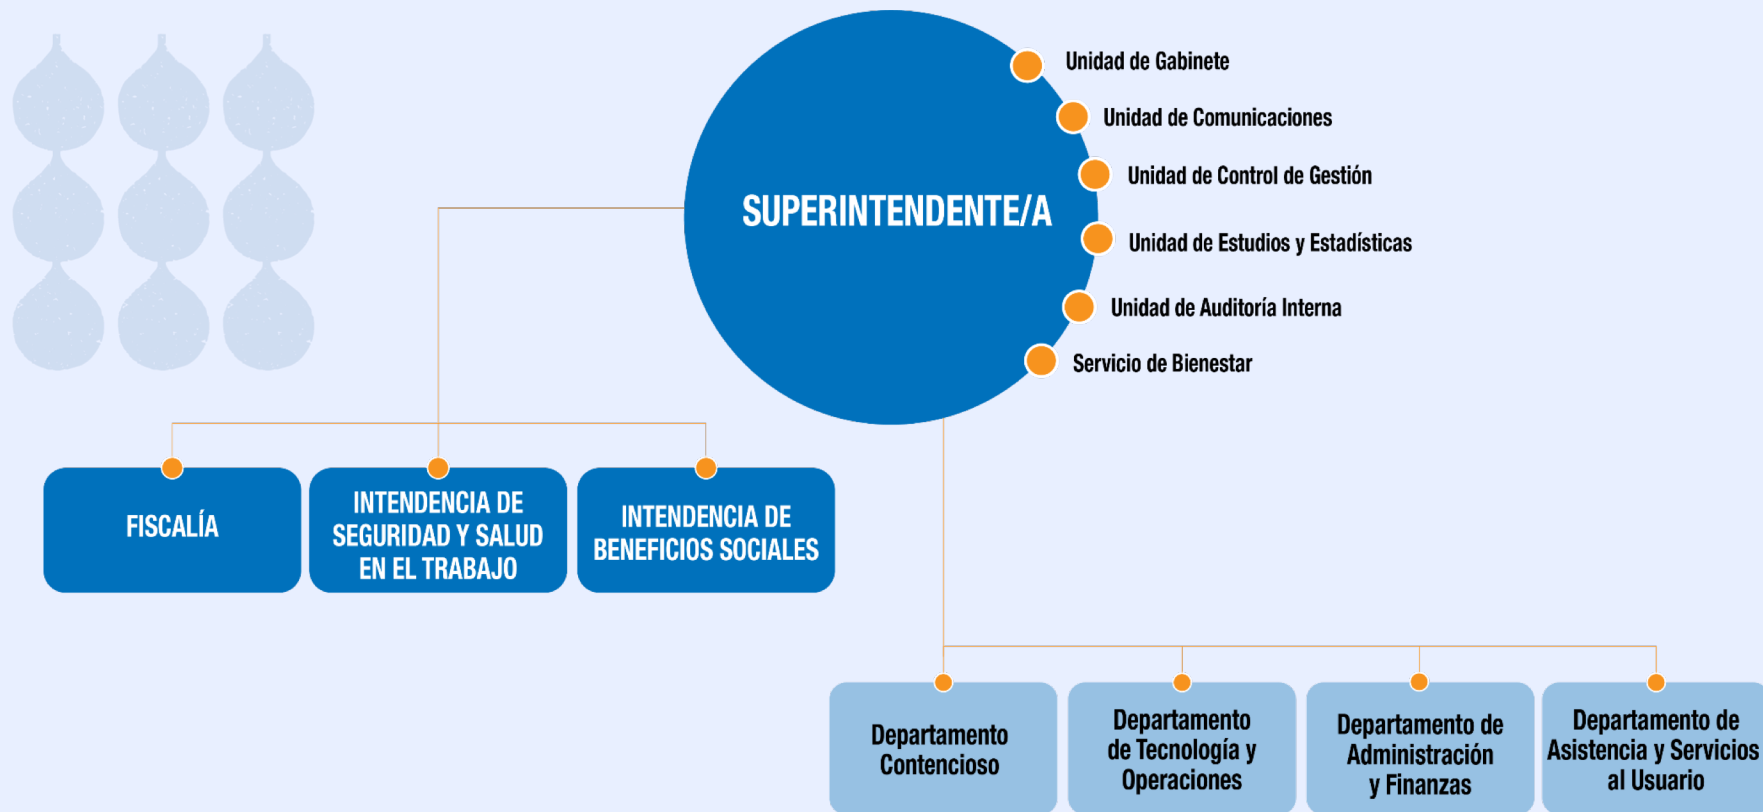 Unidad de Gabinete
Unidad de Comunicaciones
Unidad de Control de Gestión
SUPERINTENDENTE/A
Unidad de Estudios y Estadísticas
Unidad de Auditoría Interna
Servicio de Bienestar
FISCALÍA
INTENDENCIA DE
SEGURIDAD Y SALUD
EN EL TRABAJO
INTENDENCIA DE
BENEFICIOS SOCIALES
Departamento
Contencioso
Departamento
de Tecnología y
Operaciones
Departamento de
Administración
y Finanzas
Departamento de
Asistencia y Servicios
al Usuario